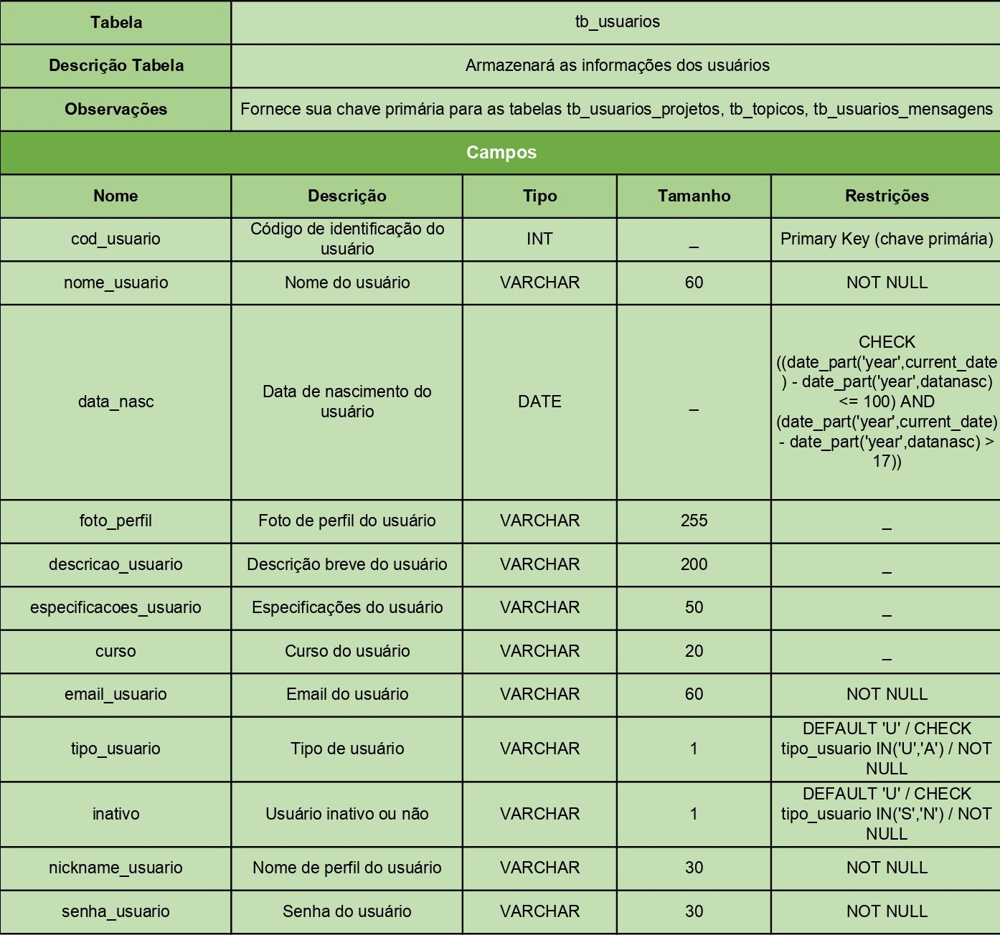 Tabela
tb_usuarios
Descrição Tabela
Armazenará as informações dos usuários
Observações
Fornece sua chave primária para as tabelas tb_usuarios_projetos, tb_topicos, tb_usuarios_mensagens
Campos
Nome
Descrição
Tipo
Tamanho
Restrições
cod_usuario
Código de identificação do
usuário
INT
_
Primary Key (chave primária)
nome_usuario
Nome do usuário
VARCHAR
60
NOT NULL
data_nasc
Data de nascimento do
usuário
DATE
_
CHECK
((date_part('year',current_date
) - date_part('year',datanasc)
<= 100) AND
(date_part('year',current_date)
- date_part('year',datanasc) >
17))
foto_perfil
Foto de perfil do usuário
VARCHAR
255
_
descricao_usuario
Descrição breve do usuário
VARCHAR
200
_
especificacoes_usuario
Especificações do usuário
VARCHAR
50
_
curso
Curso do usuário
VARCHAR
20
_
email_usuario
Email do usuário
VARCHAR
60
NOT NULL
tipo_usuario
Tipo de usuário
VARCHAR
1
DEFAULT 'U' / CHECK
tipo_usuario IN('U','A') / NOT
NULL
inativo
Usuário inativo ou não
VARCHAR
1
DEFAULT 'U' / CHECK
tipo_usuario IN('S','N') / NOT
NULL
nickname_usuario
Nome de perfil do usuário
VARCHAR
30
NOT NULL
senha_usuario
Senha do usuário
VARCHAR
30
NOT NULL